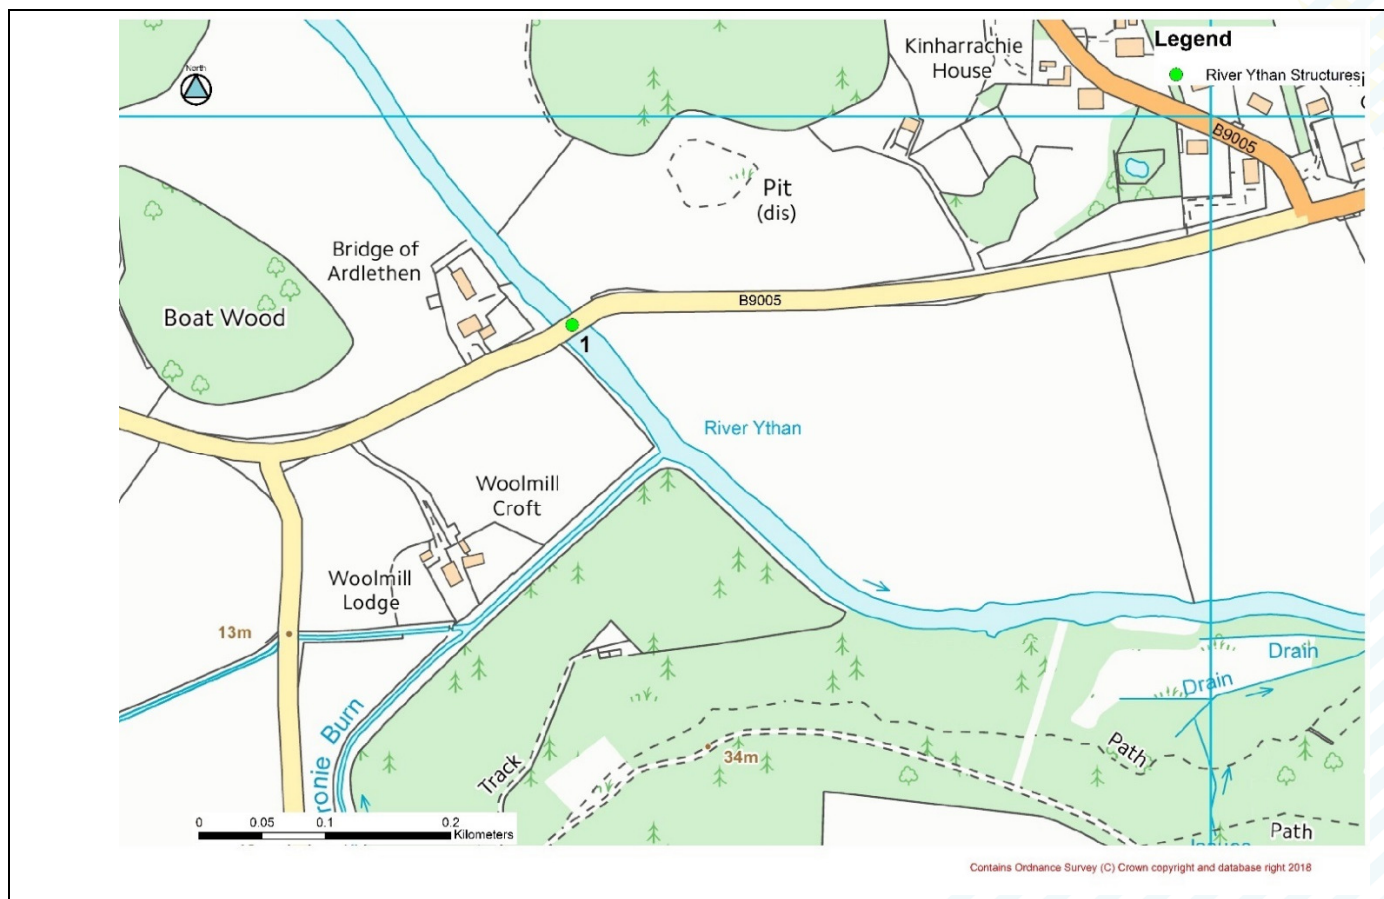 North
Kinharrachie
House
Legend
River Ythan Structures
B9005
Pit
(dis)
Bridge of
Ardlethen
Boat Wood
B9005
1
River Ythan
Woolmill
Croft
Woolmill
Lodge
13m
Drain
Drain
ronie Burn
Track
34m
Path
Path
0 0.05 0.1 0.2
Kilometers
Contains Ordnance Survey (C) Crown copyright and database right 2018